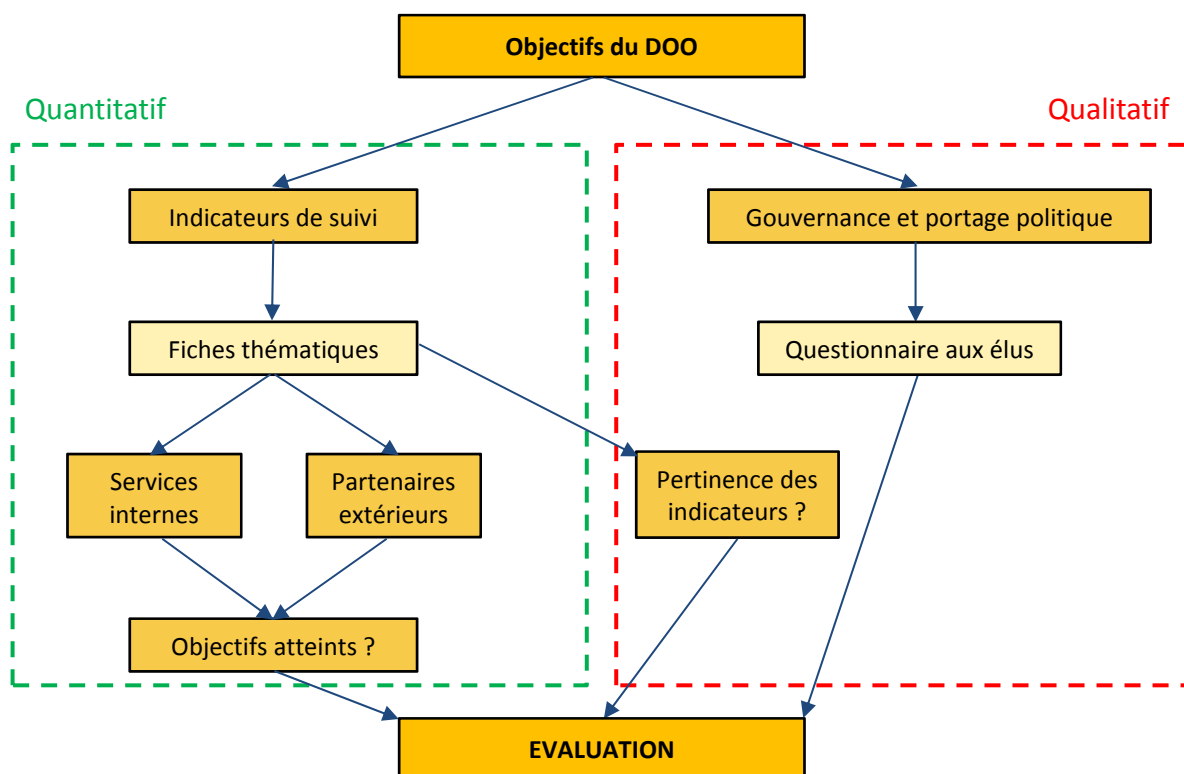 Objectifs du DOO
Quantitatif
Qualitatif
Indicateurs de suivi
Gouvernance et portage politique
Fiches thématiques
Questionnaire aux élus
Services
internes
Partenaires
extérieurs
Pertinence des
indicateurs ?
Objectifs atteints ?
EVALUATION